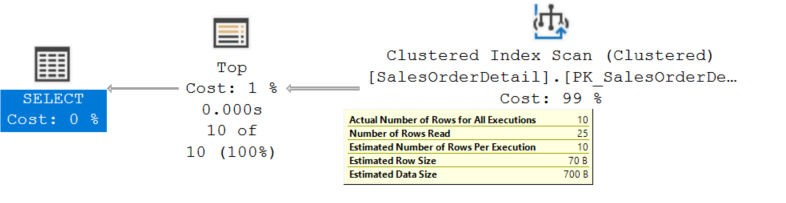 SELECT
Cost: 0 %
Top
Cost: 1 %
0.000s
10 of
10 (100%)
Clustered Index Scan (Clustered)
[SalesOrderDetail].[PK_SalesOrderDe…
Cost: 99 %
Actual Number of Rows for All Executions 10
Number of Rows Read 25
Estimated Number of Rows Per Execution 10
Estimated Row Size 70 B
Estimated Data Size 700 B